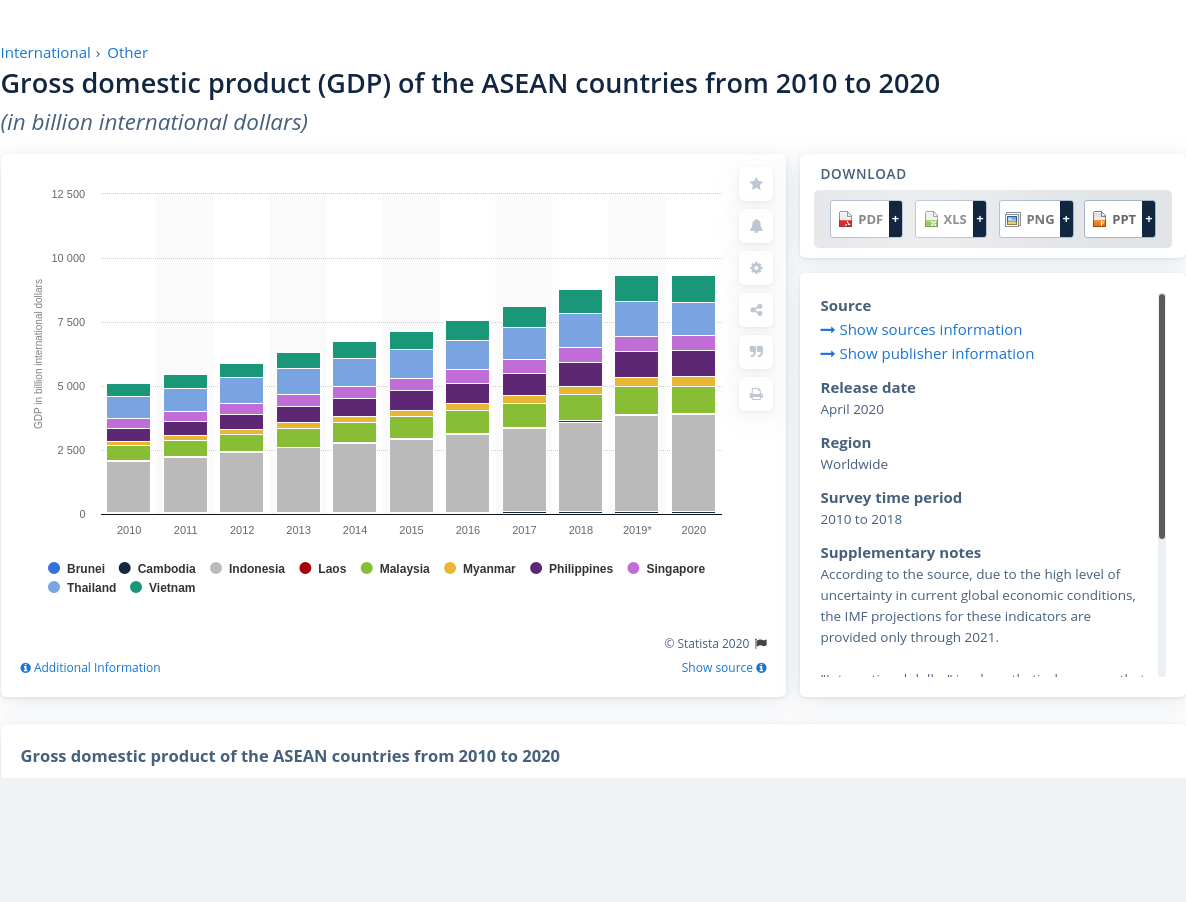 International › Other
Gross domestic product (GDP) of the ASEAN countries from 2010 to 2020
(in billion international dollars)
GDP in billion international dollars
12 500
10 000
7 500
5 000
2 500
0
2010 2011 2012 2013 2014 2015 2016 2017 2018 2019* 2020
Brunei Cambodia Indonesia Laos Malaysia Myanmar Philippines Singapore
Thailand Vietnam
© Statista 2020
Additional Information Show source
DOWNLOAD
PDF + XLS + PNG + PPT +
Source
Show sources information
Show publisher information
Release date
April 2020
Region
Worldwide
Survey time period
2010 to 2018
Supplementary notes
According to the source, due to the high level of
uncertainty in current global economic conditions,
the IMF projections for these indicators are
provided only through 2021.
Gross domestic product of the ASEAN countries from 2010 to 2020